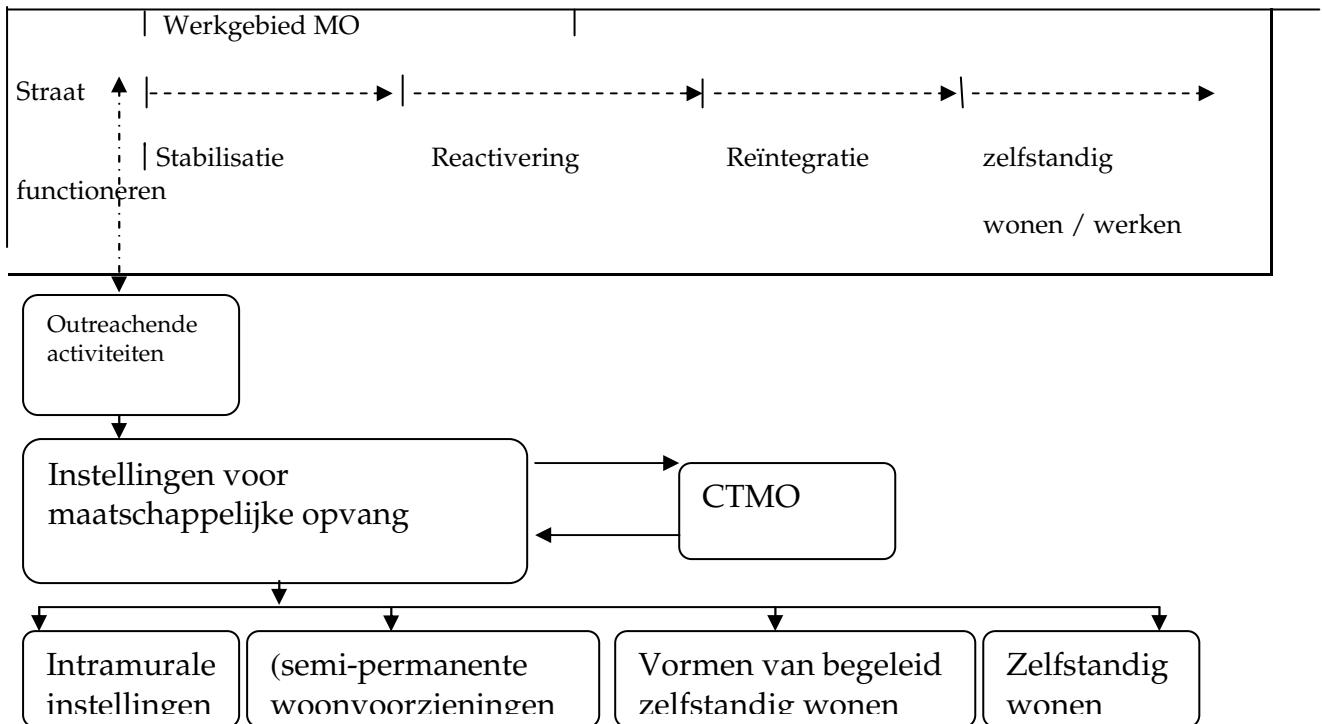 Werkgebied MO
Straat
Stabilisatie Reactivering Reïntegratie zelfstandig
functioneren
wonen / werken
Outreachende
activiteiten
Instellingen voor
maatschappelijke opvang
CTMO
Intramurale
instellingen
(semi-permanente
woonvoorzieningen
Vormen van begeleid
zelfstandig wonen
Zelfstandig
wonen